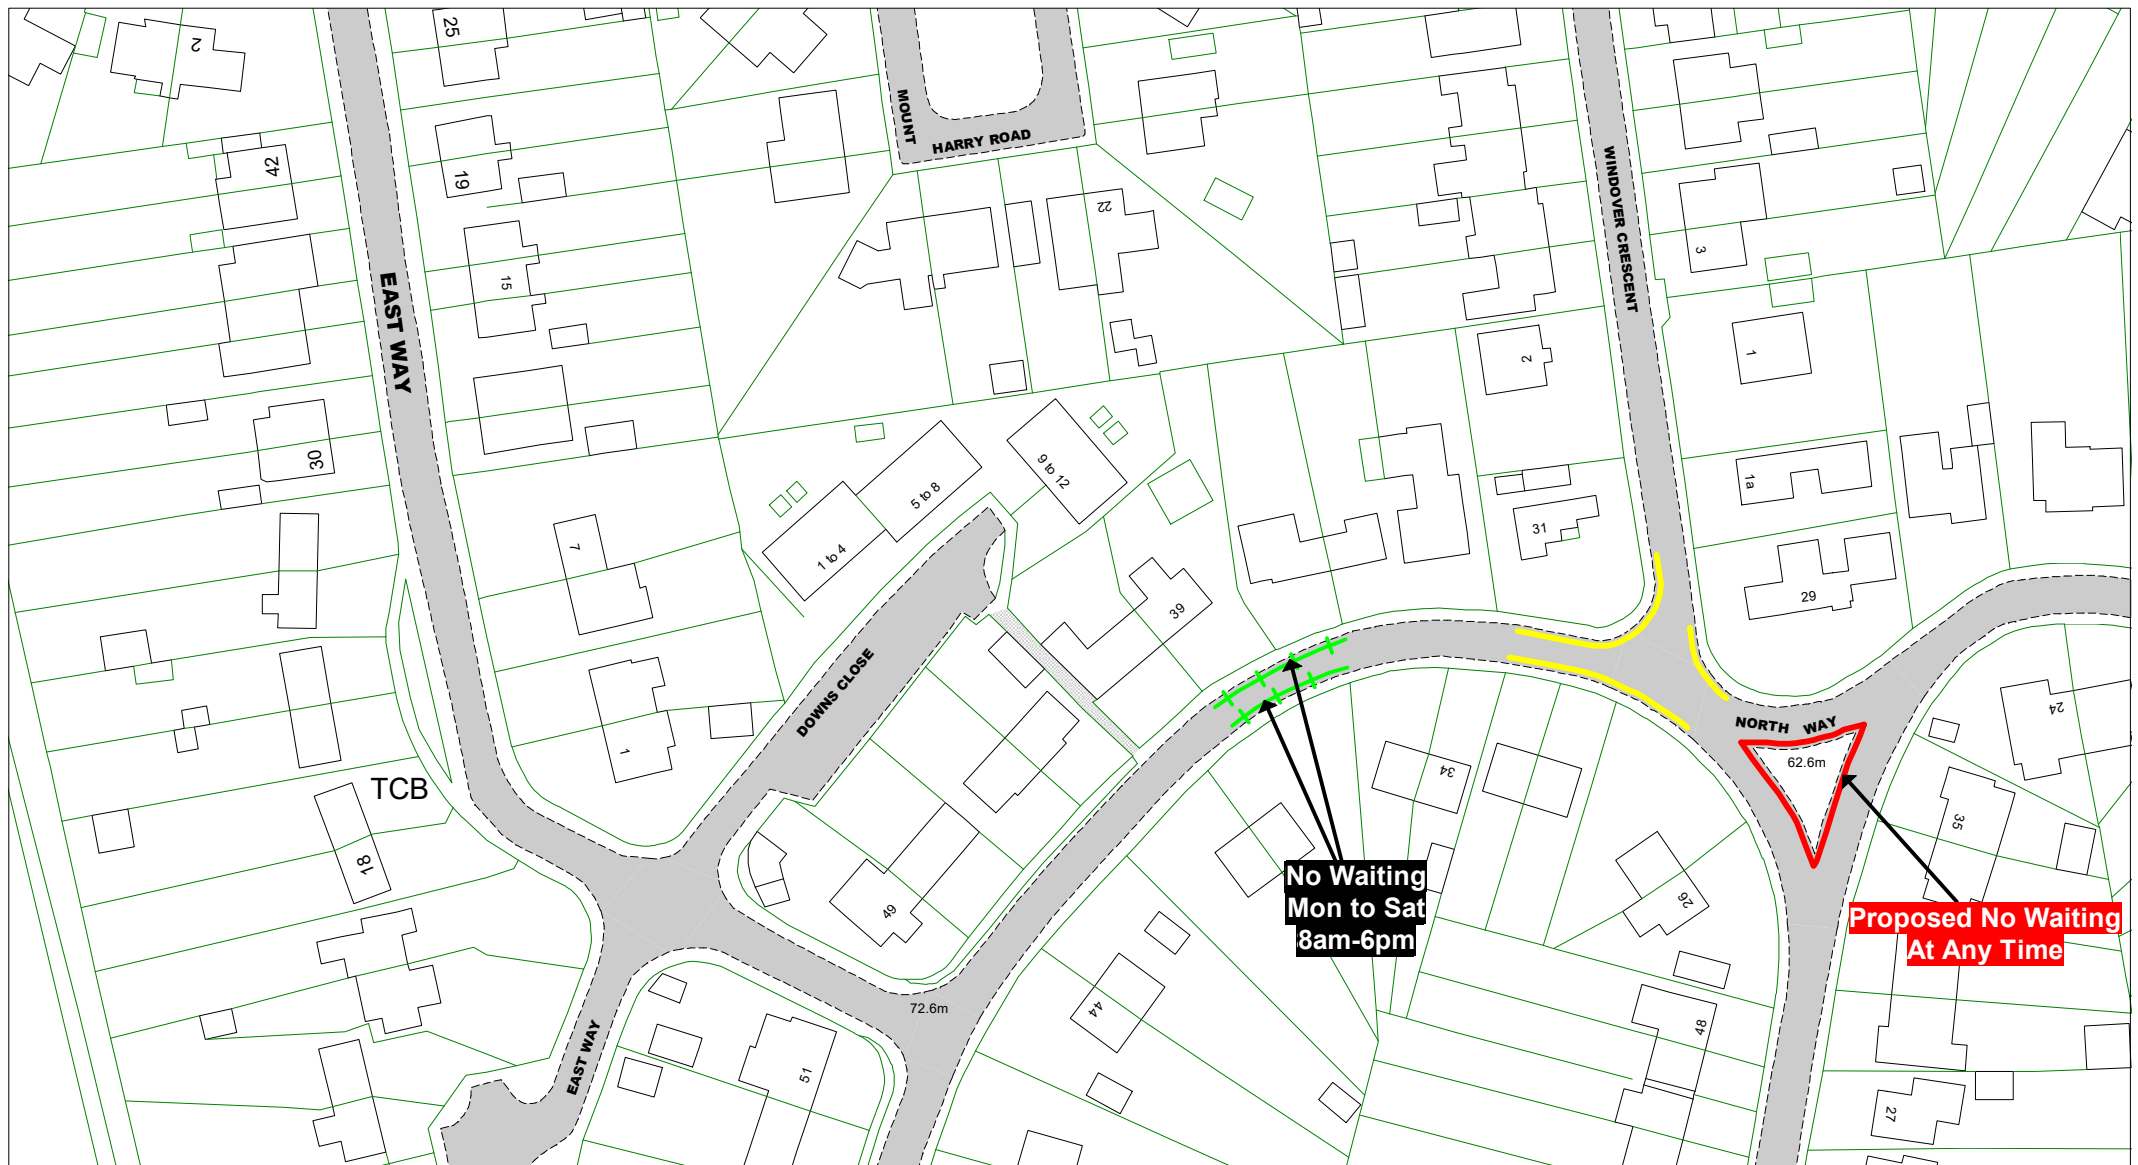 2
25
MOUNT
HARRY ROAD
42
19
22
WINDOVER CRESCENT
3
15
EAST WAY
2
1
30
9 to 12
5 to 8
1 to 4
7
31
1a
29
39
DOWNS CLOSE
1
NORTH WAY
62.6m
24
34
TCB
18
35
49
26
No Waiting
Mon to Sat
8am-6pm
Proposed No Waiting
At Any Time
72.6m
44
48
EAST WAY
51
27